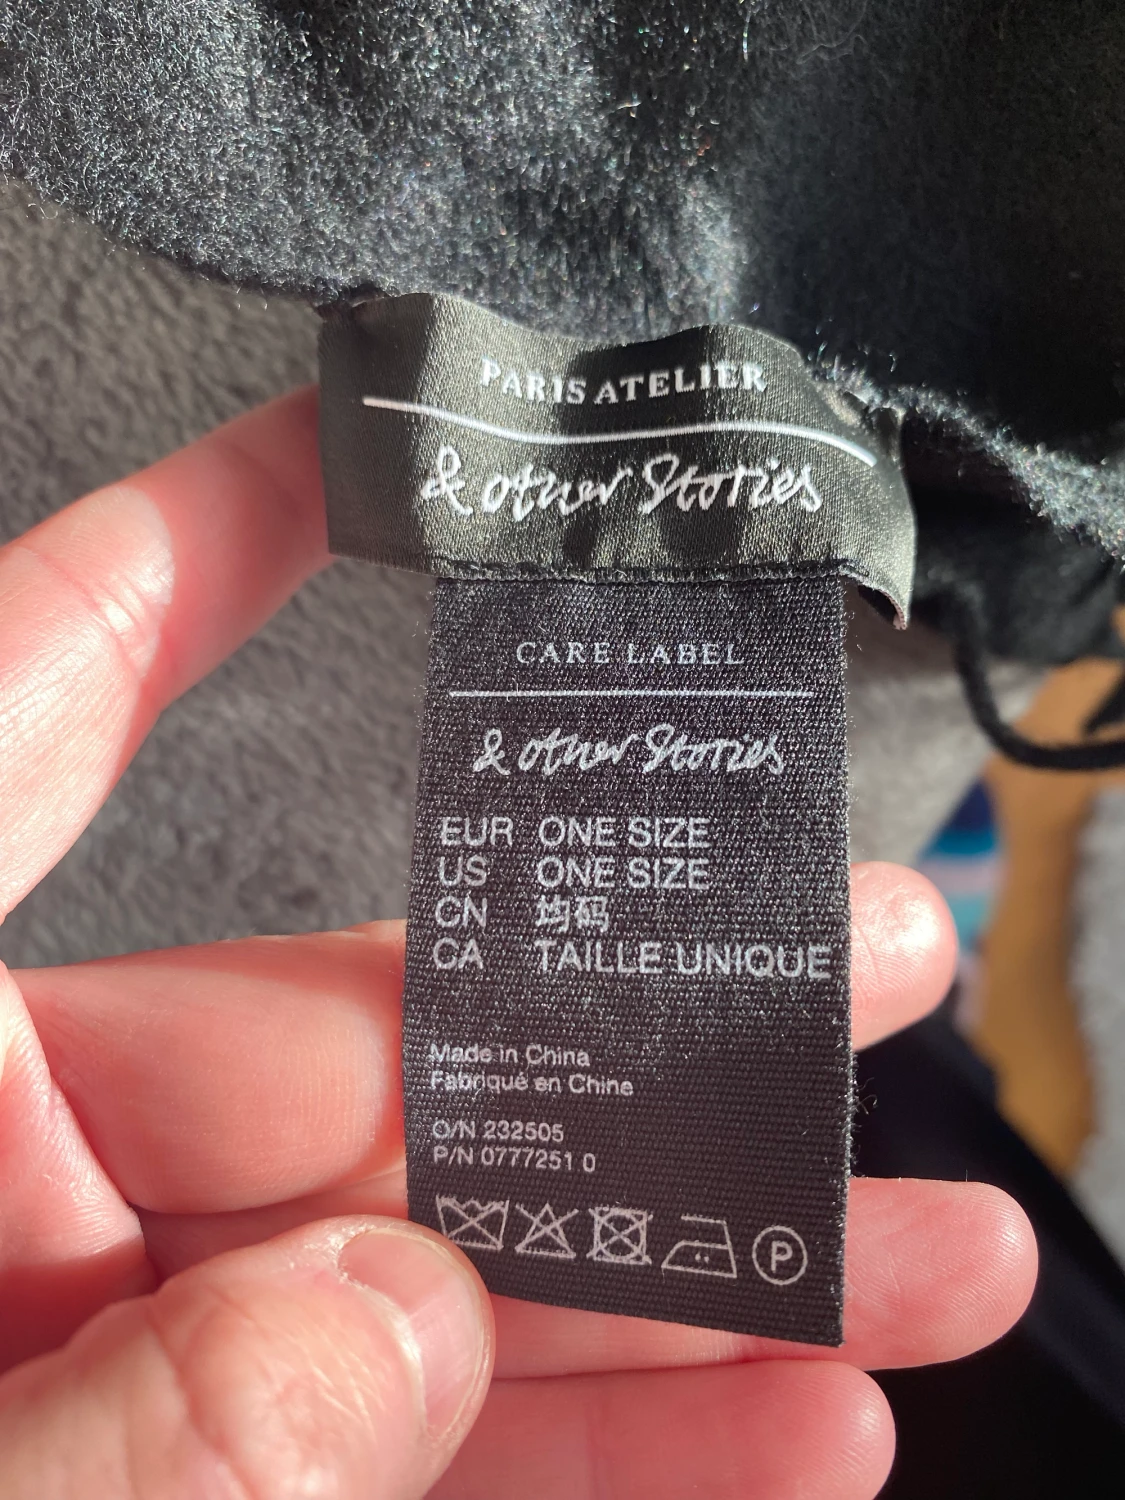 PARIS ATELIER
& other Stories
CARE LABEL
& other Stories
EUR ONE SIZE
US ONE SIZE
CN 均码
CA TAILLE UNIQUE
Made in China
Fabriqué en Chine
O/N 232505
P/N 0777251 0
P